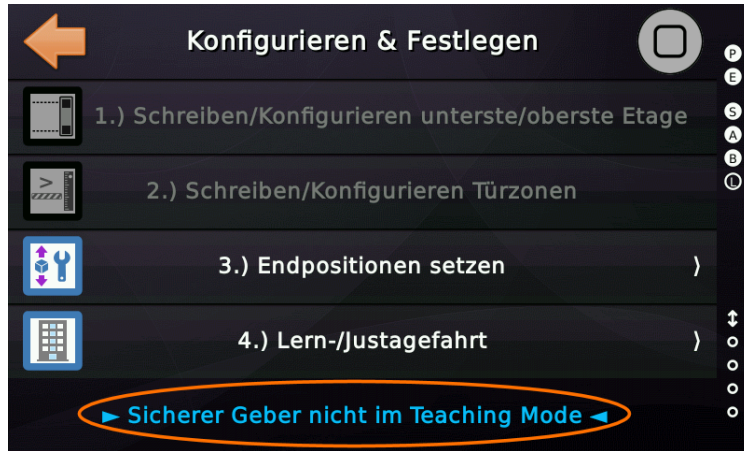 Konfigurieren & Festlegen
1.) Schreiben/Konfigurieren unterste/oberste Etage
2.) Schreiben/Konfigurieren Türzonen
3.) Endpositionen setzen
4.) Lern-/Justagefahrt
► Sicherer Geber nicht im Teaching Mode ◄
P
E
S
A
B
L